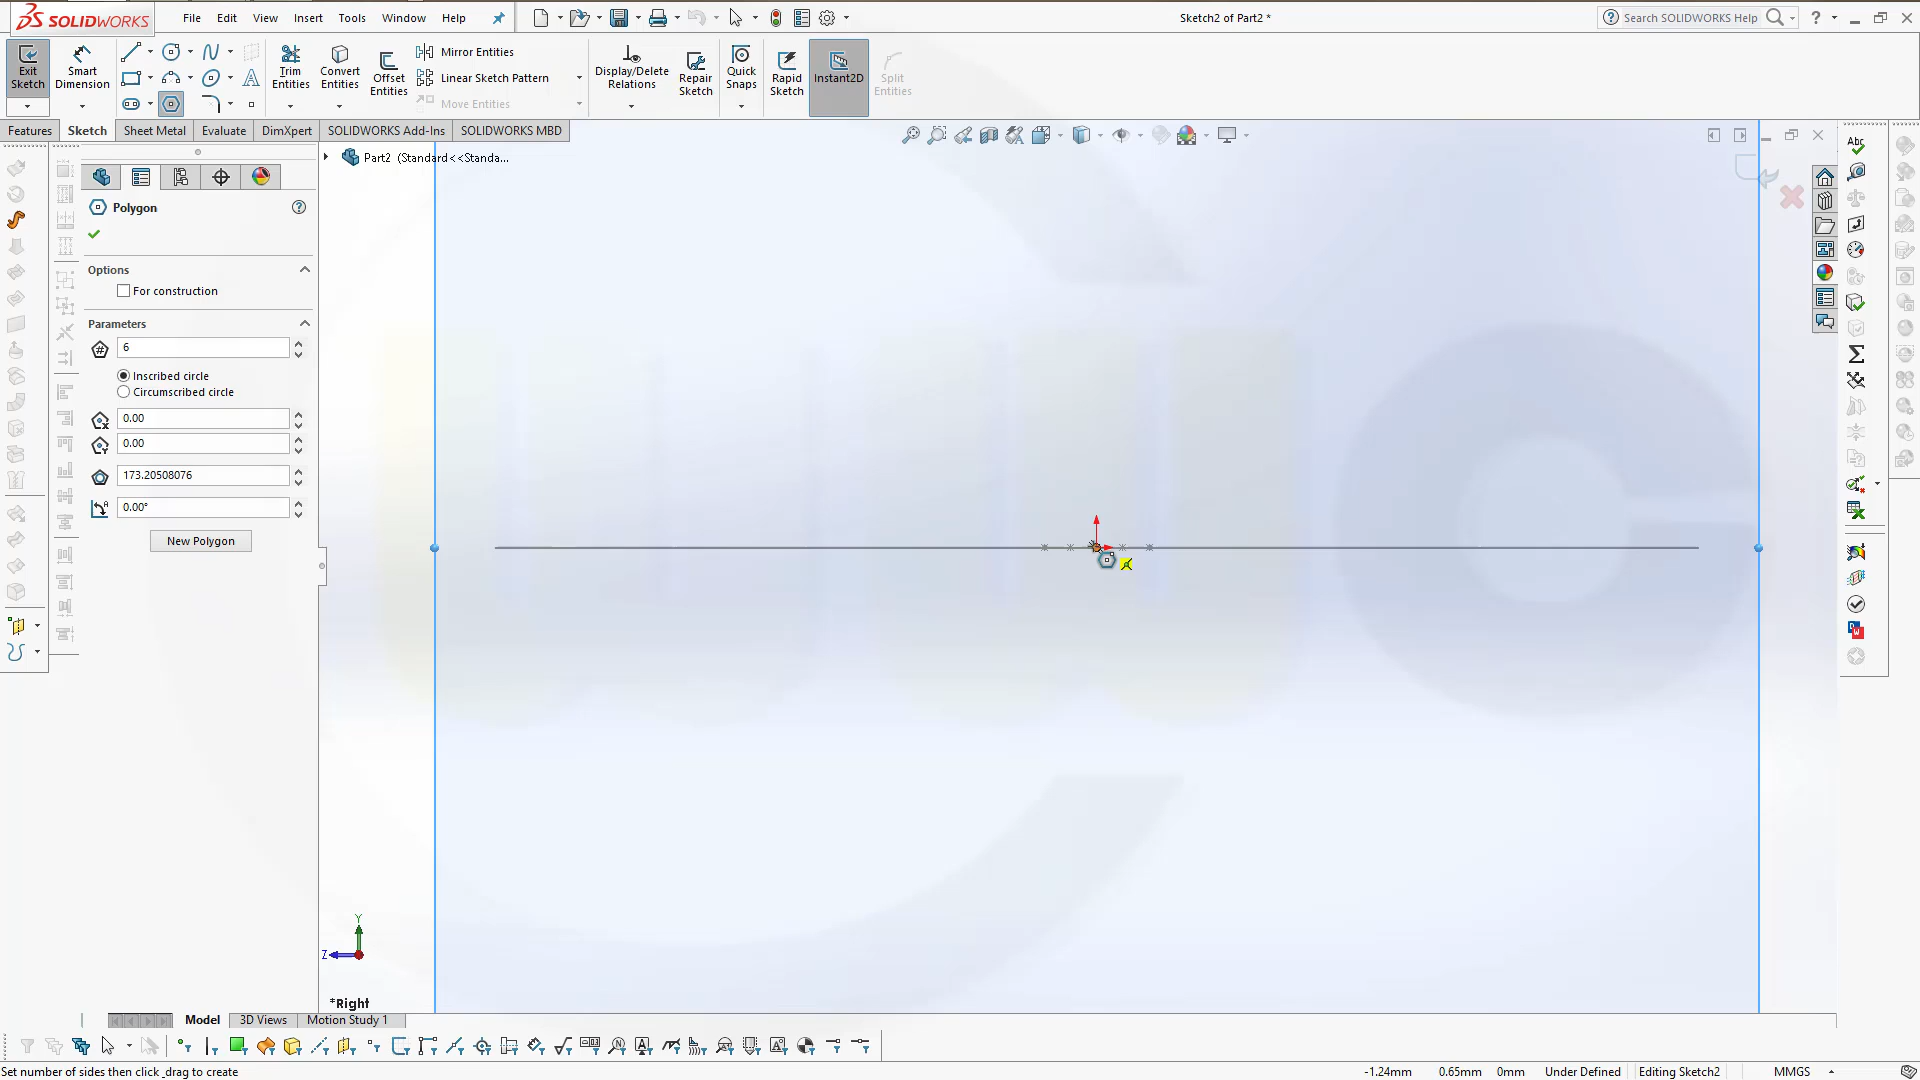 SOLIDWORKS
File Edit View Insert Tools Window Help
Sketch2 of Part2 *
Search SOLIDWORKS Help
Exit Sketch
Smart Dimension
Trim Entities
Convert Entities
Offset Entities
Mirror Entities
Linear Sketch Pattern
Move Entities
Display/Delete Relations
Repair Sketch
Quick Snaps
Rapid Sketch
Instant2D
Split Entities
Features Sketch Sheet Metal Evaluate DimXpert SOLIDWORKS Add-Ins SOLIDWORKS MBD
Part2 (Standard<<Standa...
Polygon
Options
For construction
Parameters
6
Inscribed circle
Circumscribed circle
0.00
0.00
173.20508076
0.00°
New Polygon
Y
Z
*Right
Model 3D Views Motion Study 1
Set number of sides then click _drag to create
-1.24mm 0.65mm 0mm Under Defined Editing Sketch2 MMGS